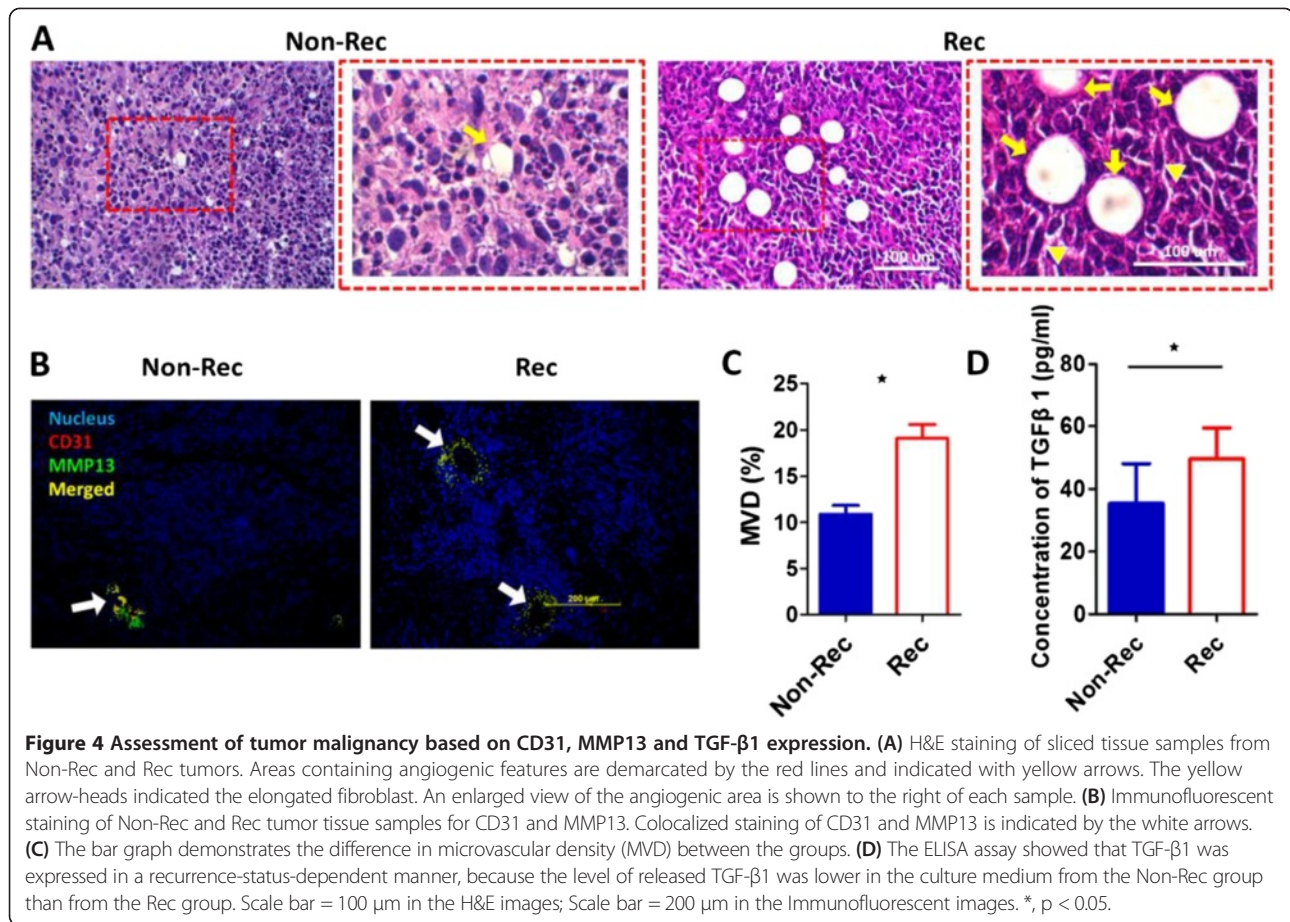 A
Non-Rec
Rec
100 um
100 um
B
Non-Rec
Rec
Nucleus
CD31
MMP13
Merged
200 µm
C
MVD (%)
25
20
15
10
5
0
*
Non-Rec
Rec
D
Concentration of TGFβ 1 (pg/ml)
80
60
40
20
0
*
Non-Rec
Rec
Figure 4 Assessment of tumor malignancy based on CD31, MMP13 and TGF-β1 expression. (A) H&E staining of sliced tissue samples from
Non-Rec and Rec tumors. Areas containing angiogenic features are demarcated by the red lines and indicated with yellow arrows. The yellow
arrow-heads indicated the elongated fibroblast. An enlarged view of the angiogenic area is shown to the right of each sample. (B) Immunofluorescent
staining of Non-Rec and Rec tumor tissue samples for CD31 and MMP13. Colocalized staining of CD31 and MMP13 is indicated by the white arrows.
(C) The bar graph demonstrates the difference in microvascular density (MVD) between the groups. (D) The ELISA assay showed that TGF-β1 was
expressed in a recurrence-status-dependent manner, because the level of released TGF-β1 was lower in the culture medium from the Non-Rec group
than from the Rec group. Scale bar = 100 μm in the H&E images; Scale bar = 200 μm in the Immunofluorescent images. *, p < 0.05.